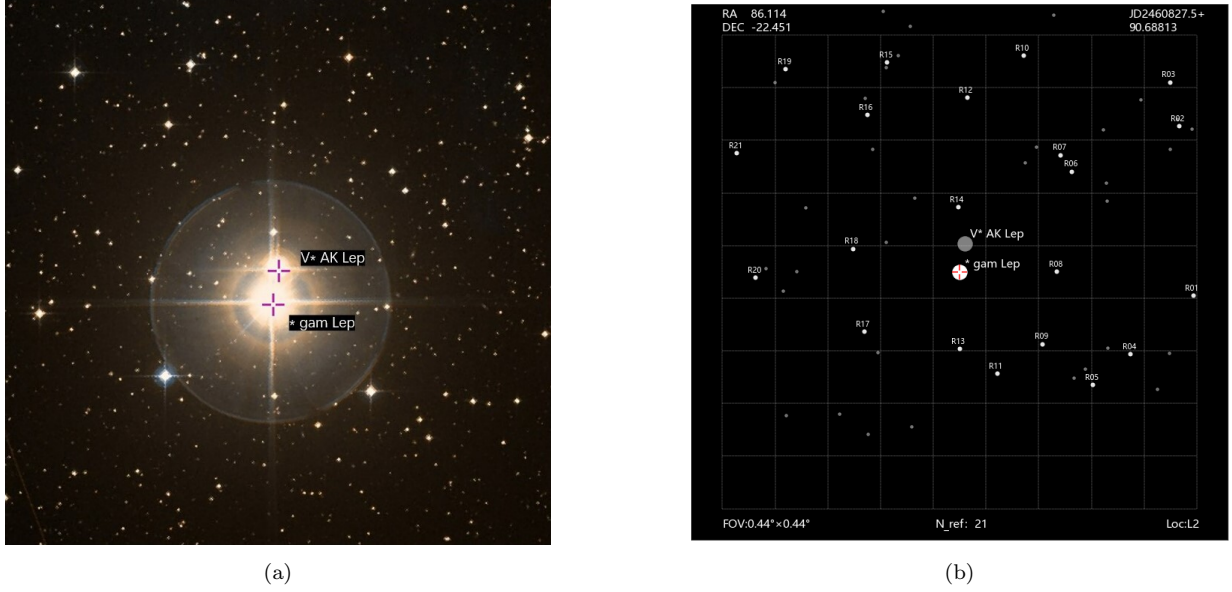 V* AK Lep
* gam Lep
(a)
RA 86.114
DEC -22.451
JD2460827.5+
90.68813
R10
R15
R19
R03
R12
R16
R02
R21
R07
R06
R14
V* AK Lep
R18
* gam Lep
R08
R20
R01
R17
R09
R13
R04
R11
R05
FOV:0.44°×0.44°
N_ref: 21
Loc:L2
(b)